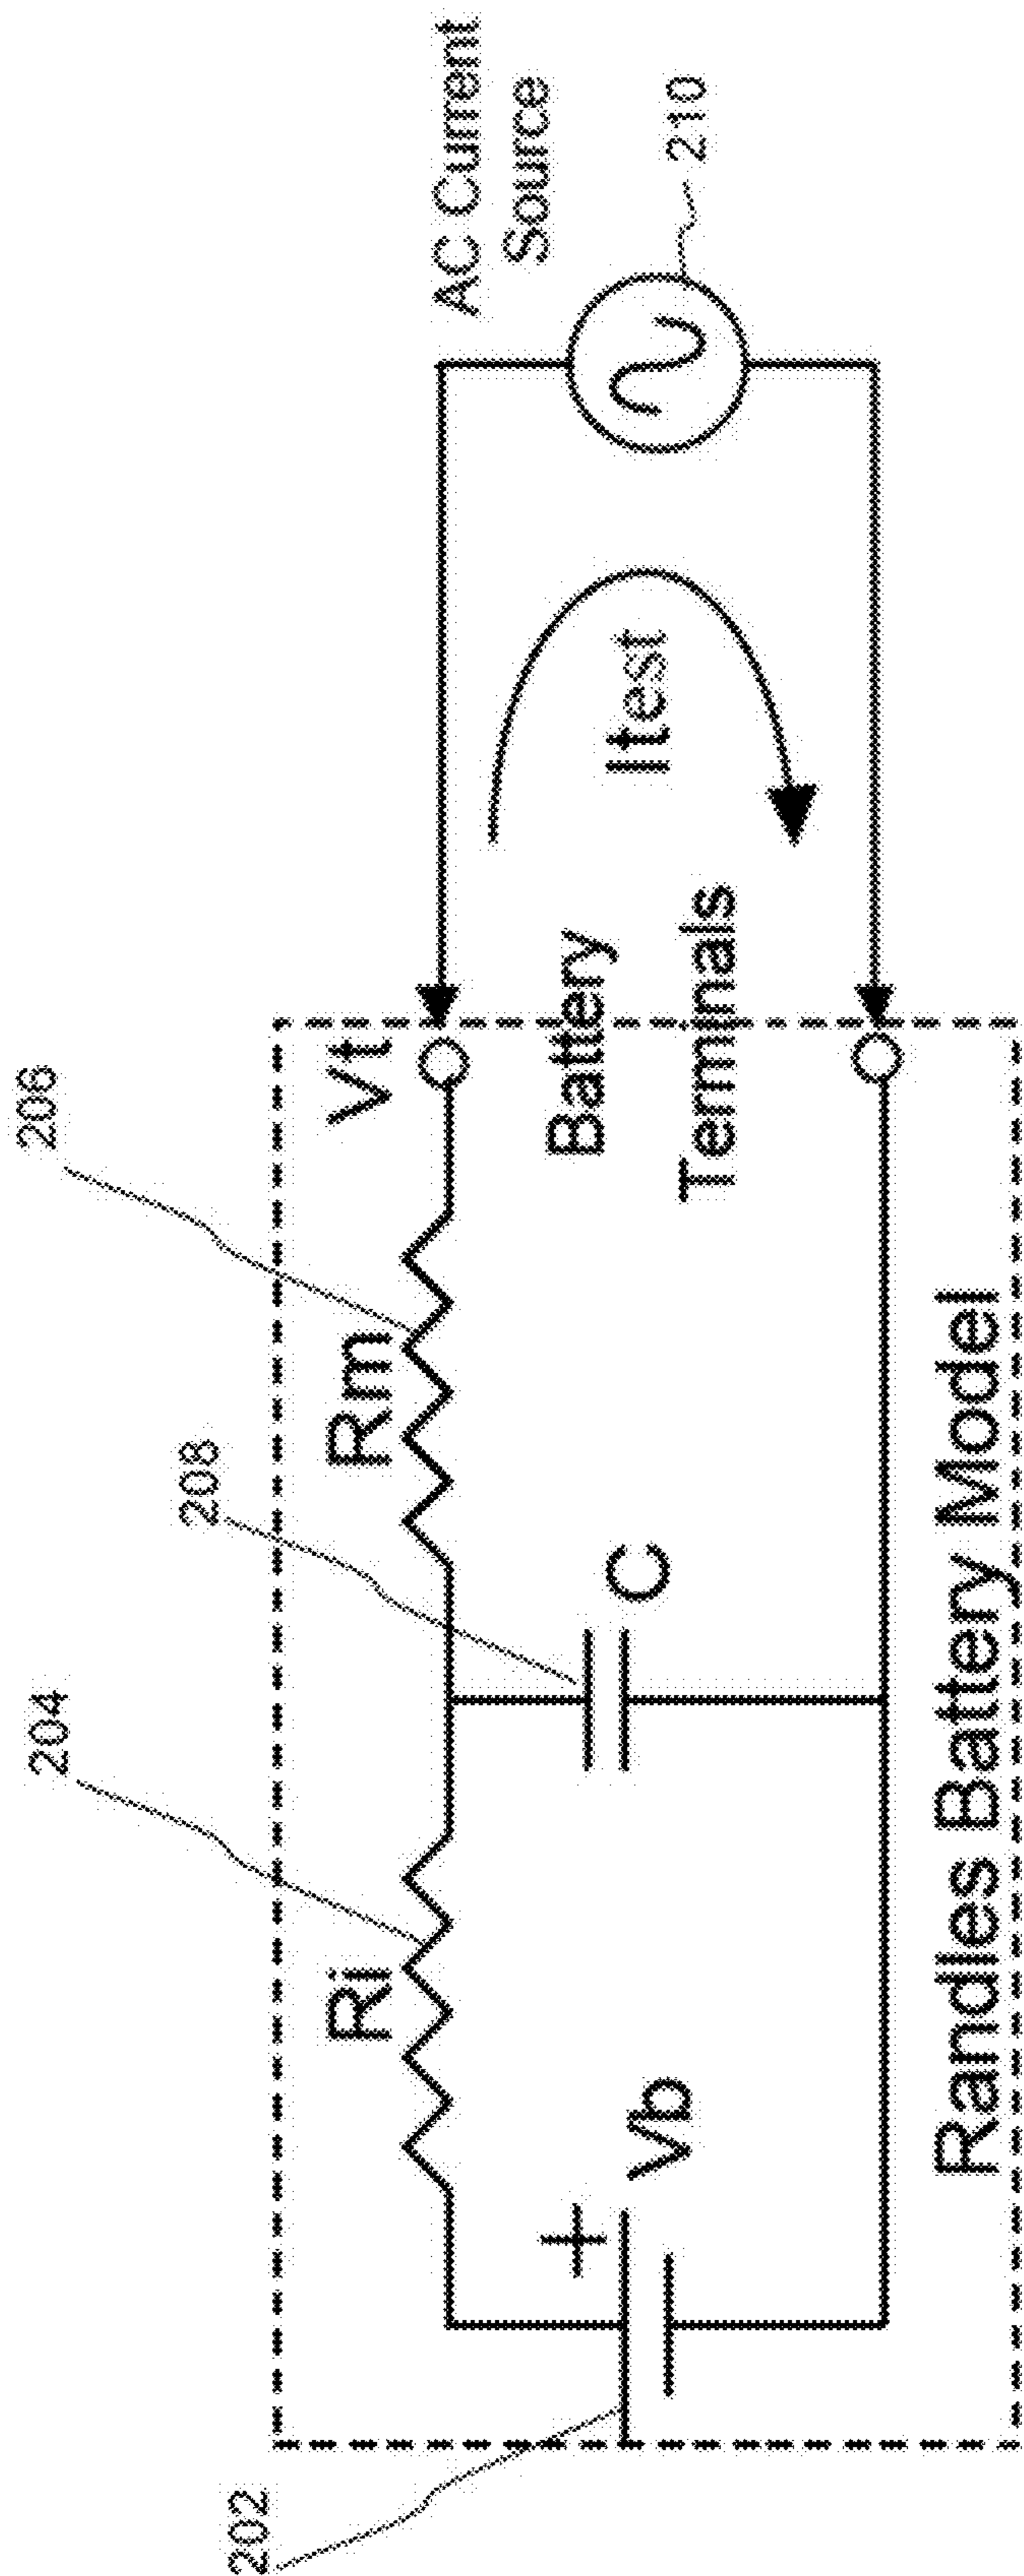 206
204
208
202
AC Current
Source
210
Ri
Rm
Vt
+
Vb
C
Battery
Terminals
Itest
Randles Battery Model